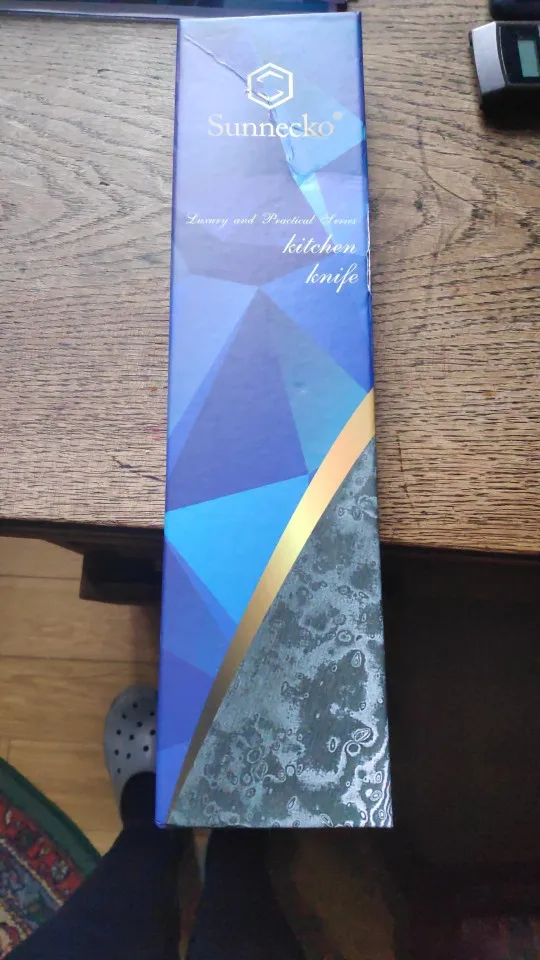 Sunnecko®
Luxury and Practical Series
kitchen
knife